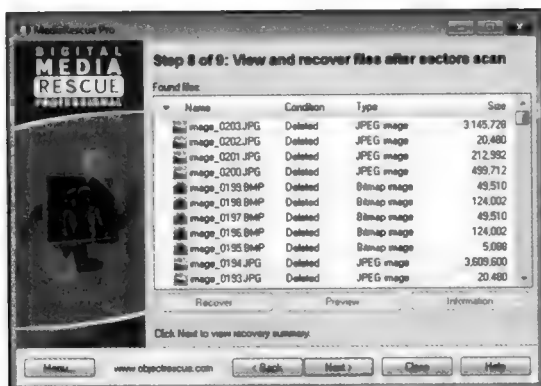 MediaRescue Pro
DIGITAL
MEDIA
RESCUE
PROFESSIONAL
Step 8 of 9: View and recover files after sectors scan
Found files:
Name Condition Type Size
image_0203.JPG Deleted JPEG image 3,145,728
image_0202.JPG Deleted JPEG image 20,480
image_0201.JPG Deleted JPEG image 212,992
image_0200.JPG Deleted JPEG image 499,712
image_0199.BMP Deleted Bitmap image 49,510
image_0198.BMP Deleted Bitmap image 124,002
image_0197.BMP Deleted Bitmap image 49,510
image_0196.BMP Deleted Bitmap image 124,002
image_0195.BMP Deleted Bitmap image 5,088
image_0194.JPG Deleted JPEG image 3,609,600
image_0193.JPG Deleted JPEG image 20,480
Recover Preview Information
Click Next to view recovery summary.
Menu... www.objectrescue.com < Back Next > Close Help